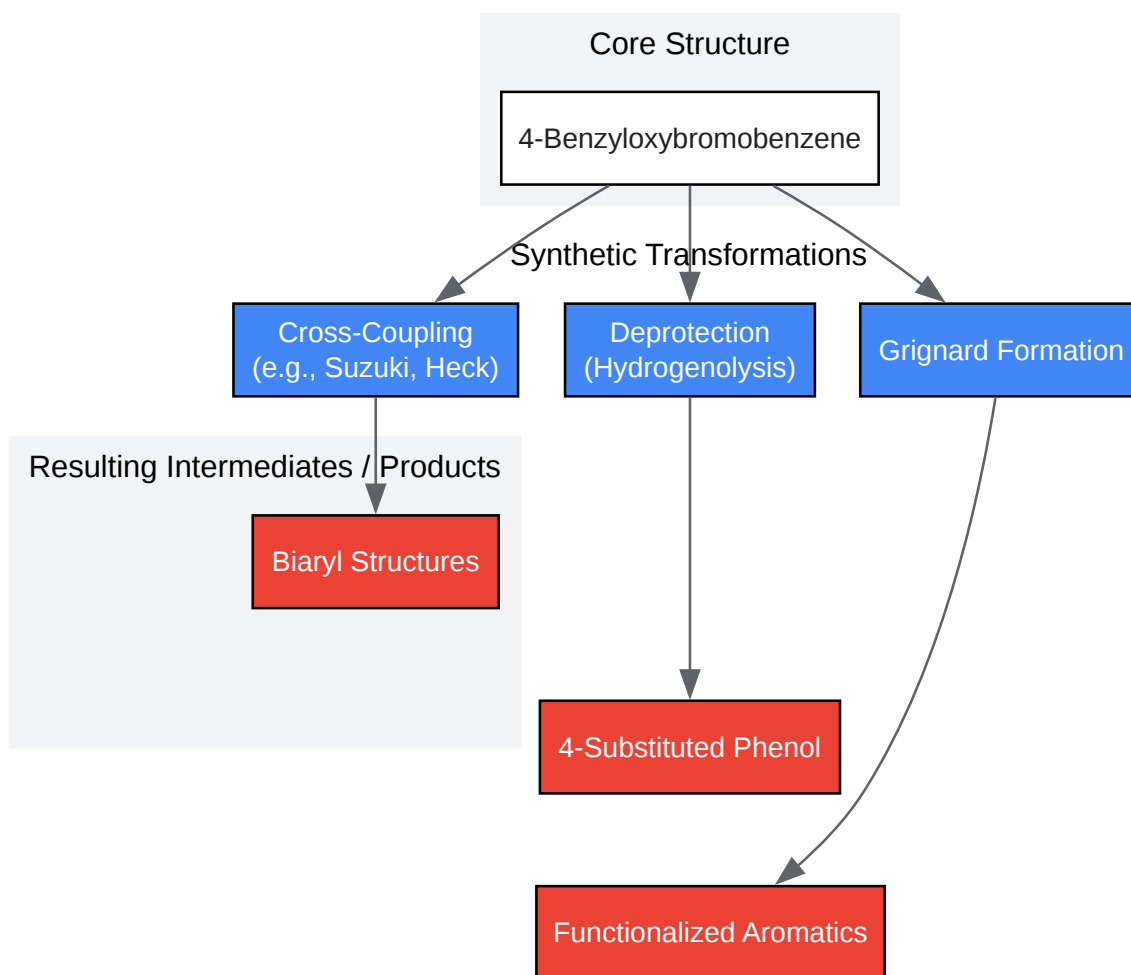 Core Structure
4-Benzyloxybromobenzene
Synthetic Transformations
Cross-Coupling
(e.g., Suzuki, Heck)
Deprotection
(Hydrogenolysis)
Grignard Formation
Resulting Intermediates / Products
Biaryl Structures
4-Substituted Phenol
Functionalized Aromatics